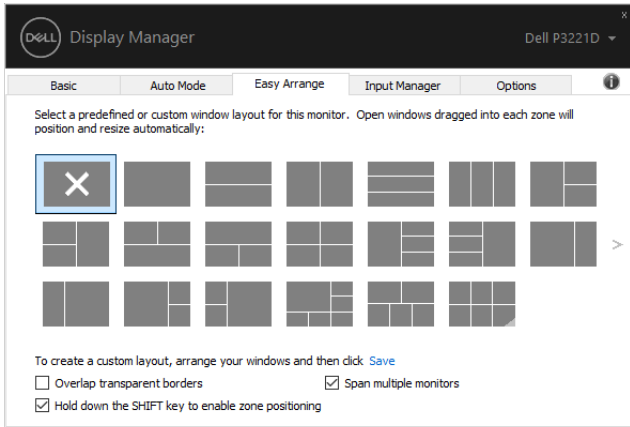 DELL Display Manager
Dell P3221D
x
Basic
Auto Mode
Easy Arrange
Input Manager
Options
i
Select a predefined or custom window layout for this monitor. Open windows dragged into each zone will
position and resize automatically:
>
To create a custom layout, arrange your windows and then click Save
Overlap transparent borders
Span multiple monitors
Hold down the SHIFT key to enable zone positioning